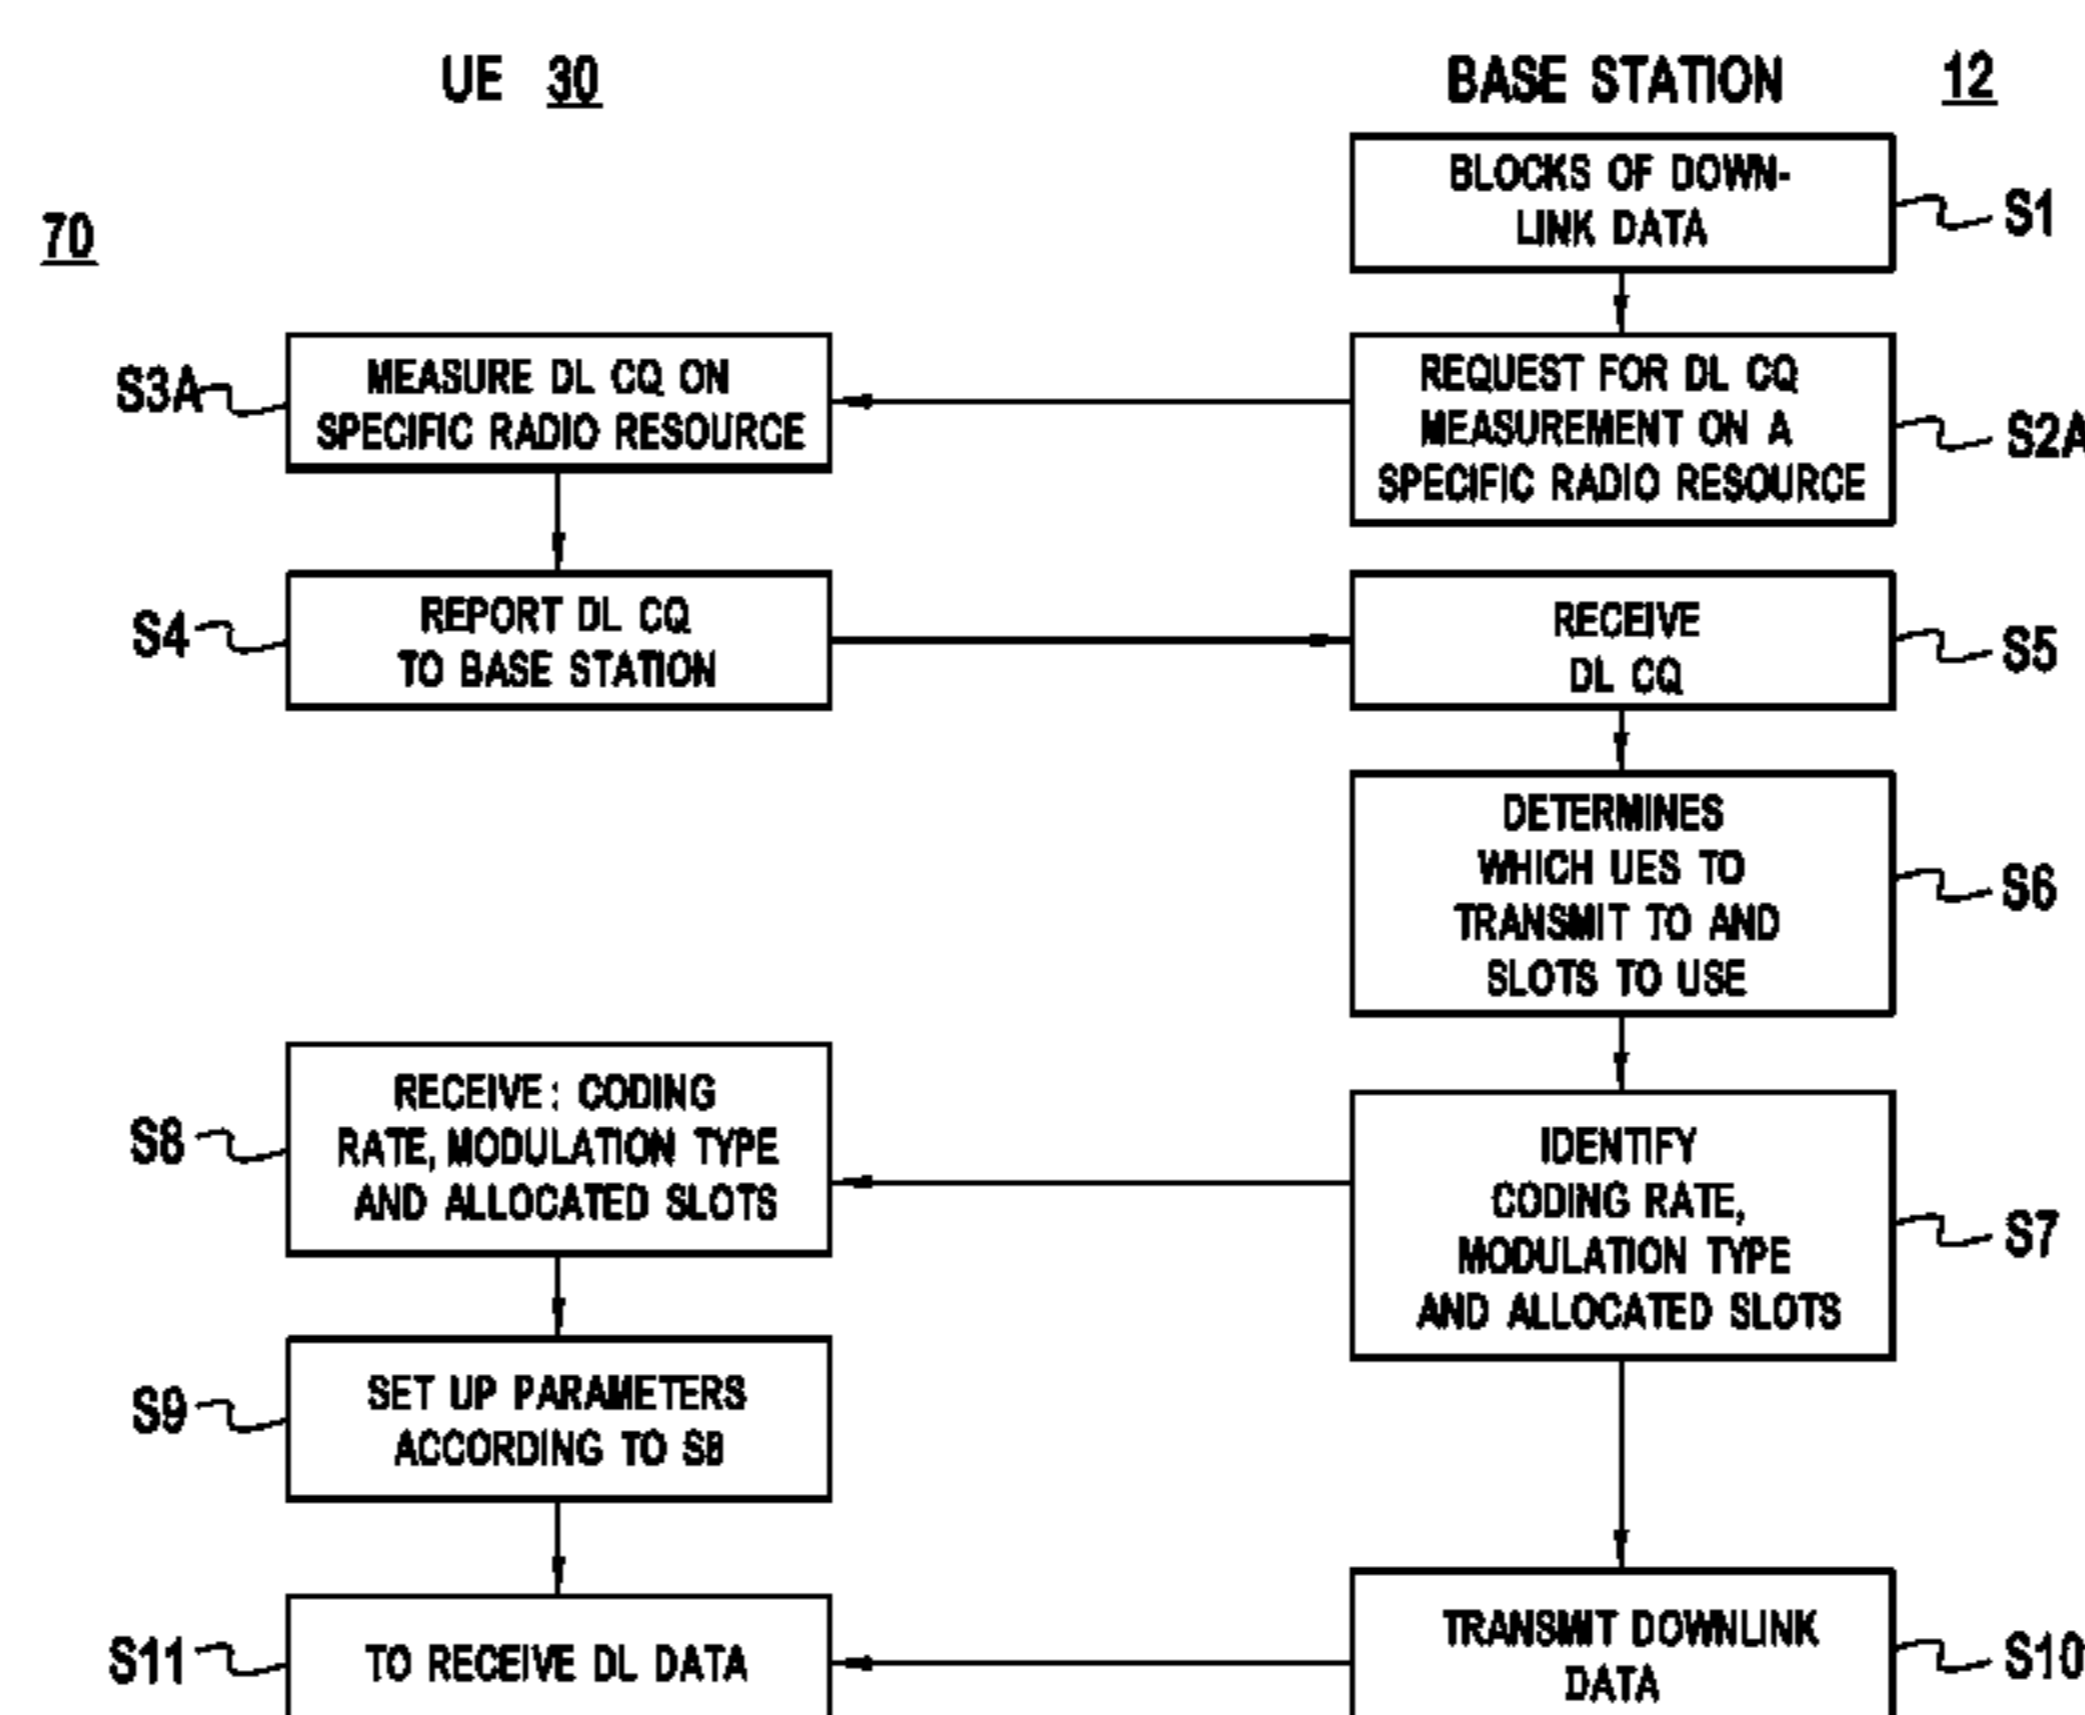 UE 30
BASE STATION 12
70
BLOCKS OF DOWN-
LINK DATA
S1
S3A
MEASURE DL CQ ON
SPECIFIC RADIO RESOURCE
REQUEST FOR DL CQ
MEASUREMENT ON A
SPECIFIC RADIO RESOURCE
S2A
S4
REPORT DL CQ
TO BASE STATION
RECEIVE
DL CQ
S5
DETERMINES
WHICH UES TO
TRANSMIT TO AND
SLOTS TO USE
S6
S8
RECEIVE: CODING
RATE, MODULATION TYPE
AND ALLOCATED SLOTS
IDENTIFY
CODING RATE,
MODULATION TYPE
AND ALLOCATED SLOTS
S7
S9
SET UP PARAMETERS
ACCORDING TO S8
S11
TO RECEIVE DL DATA
TRANSMIT DOWNLINK
DATA
S10